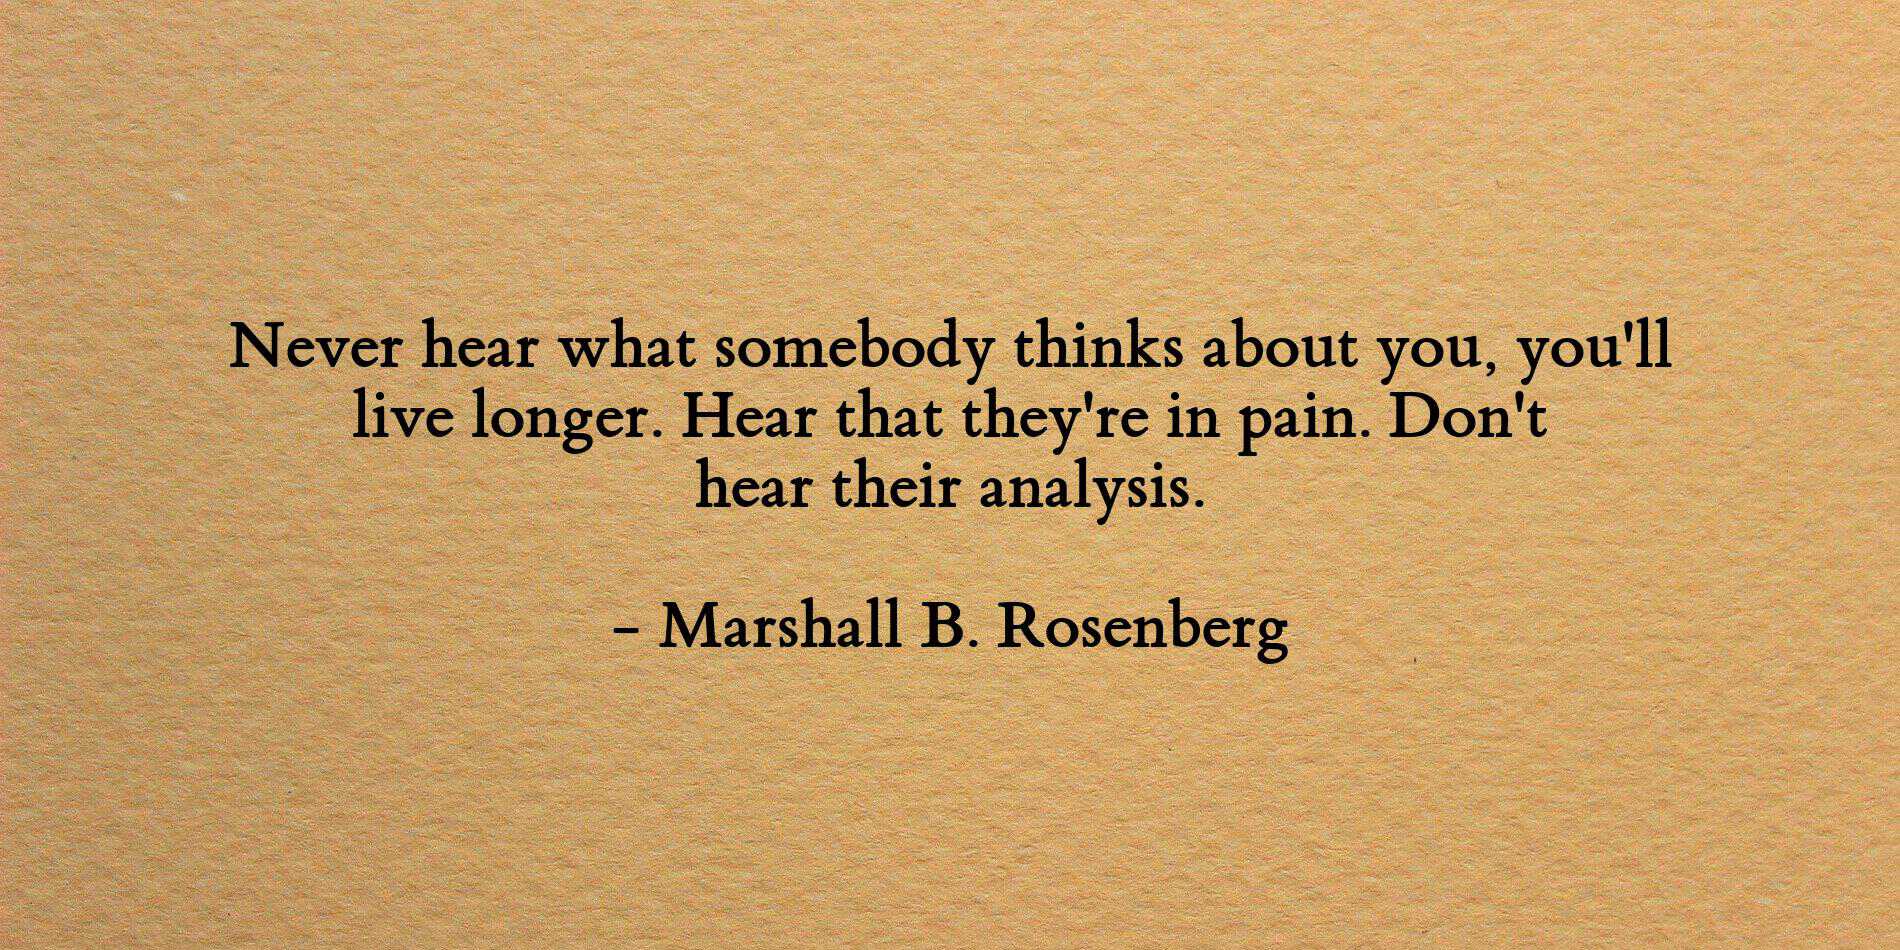 Never hear what somebody thinks about you, you'll
live longer. Hear that they're in pain. Don't
hear their analysis.
- Marshall B. Rosenberg